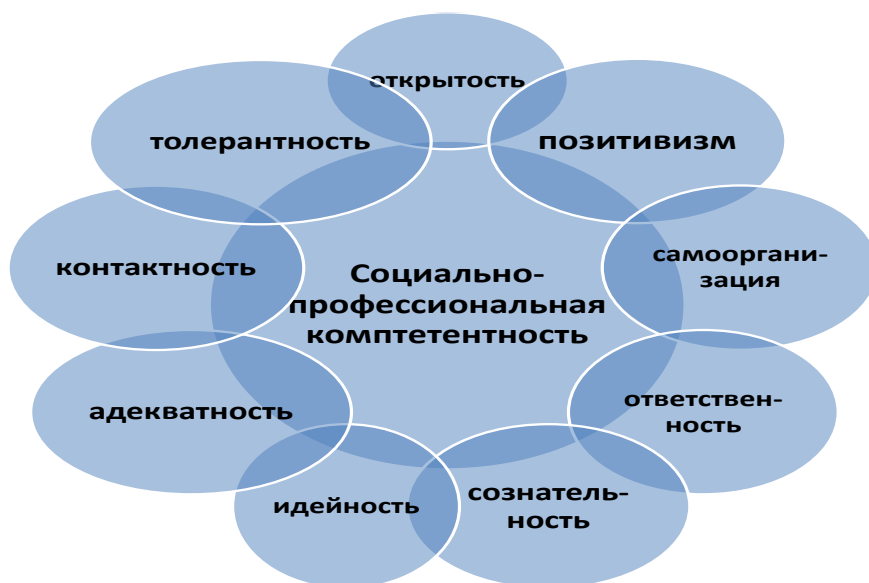 открытость
толерантность
позитивизм
самооргани-
зация
контактность
Социально-
профессиональная
комптетентность
ответствен-
ность
адекватность
сознатель-
ность
идейность